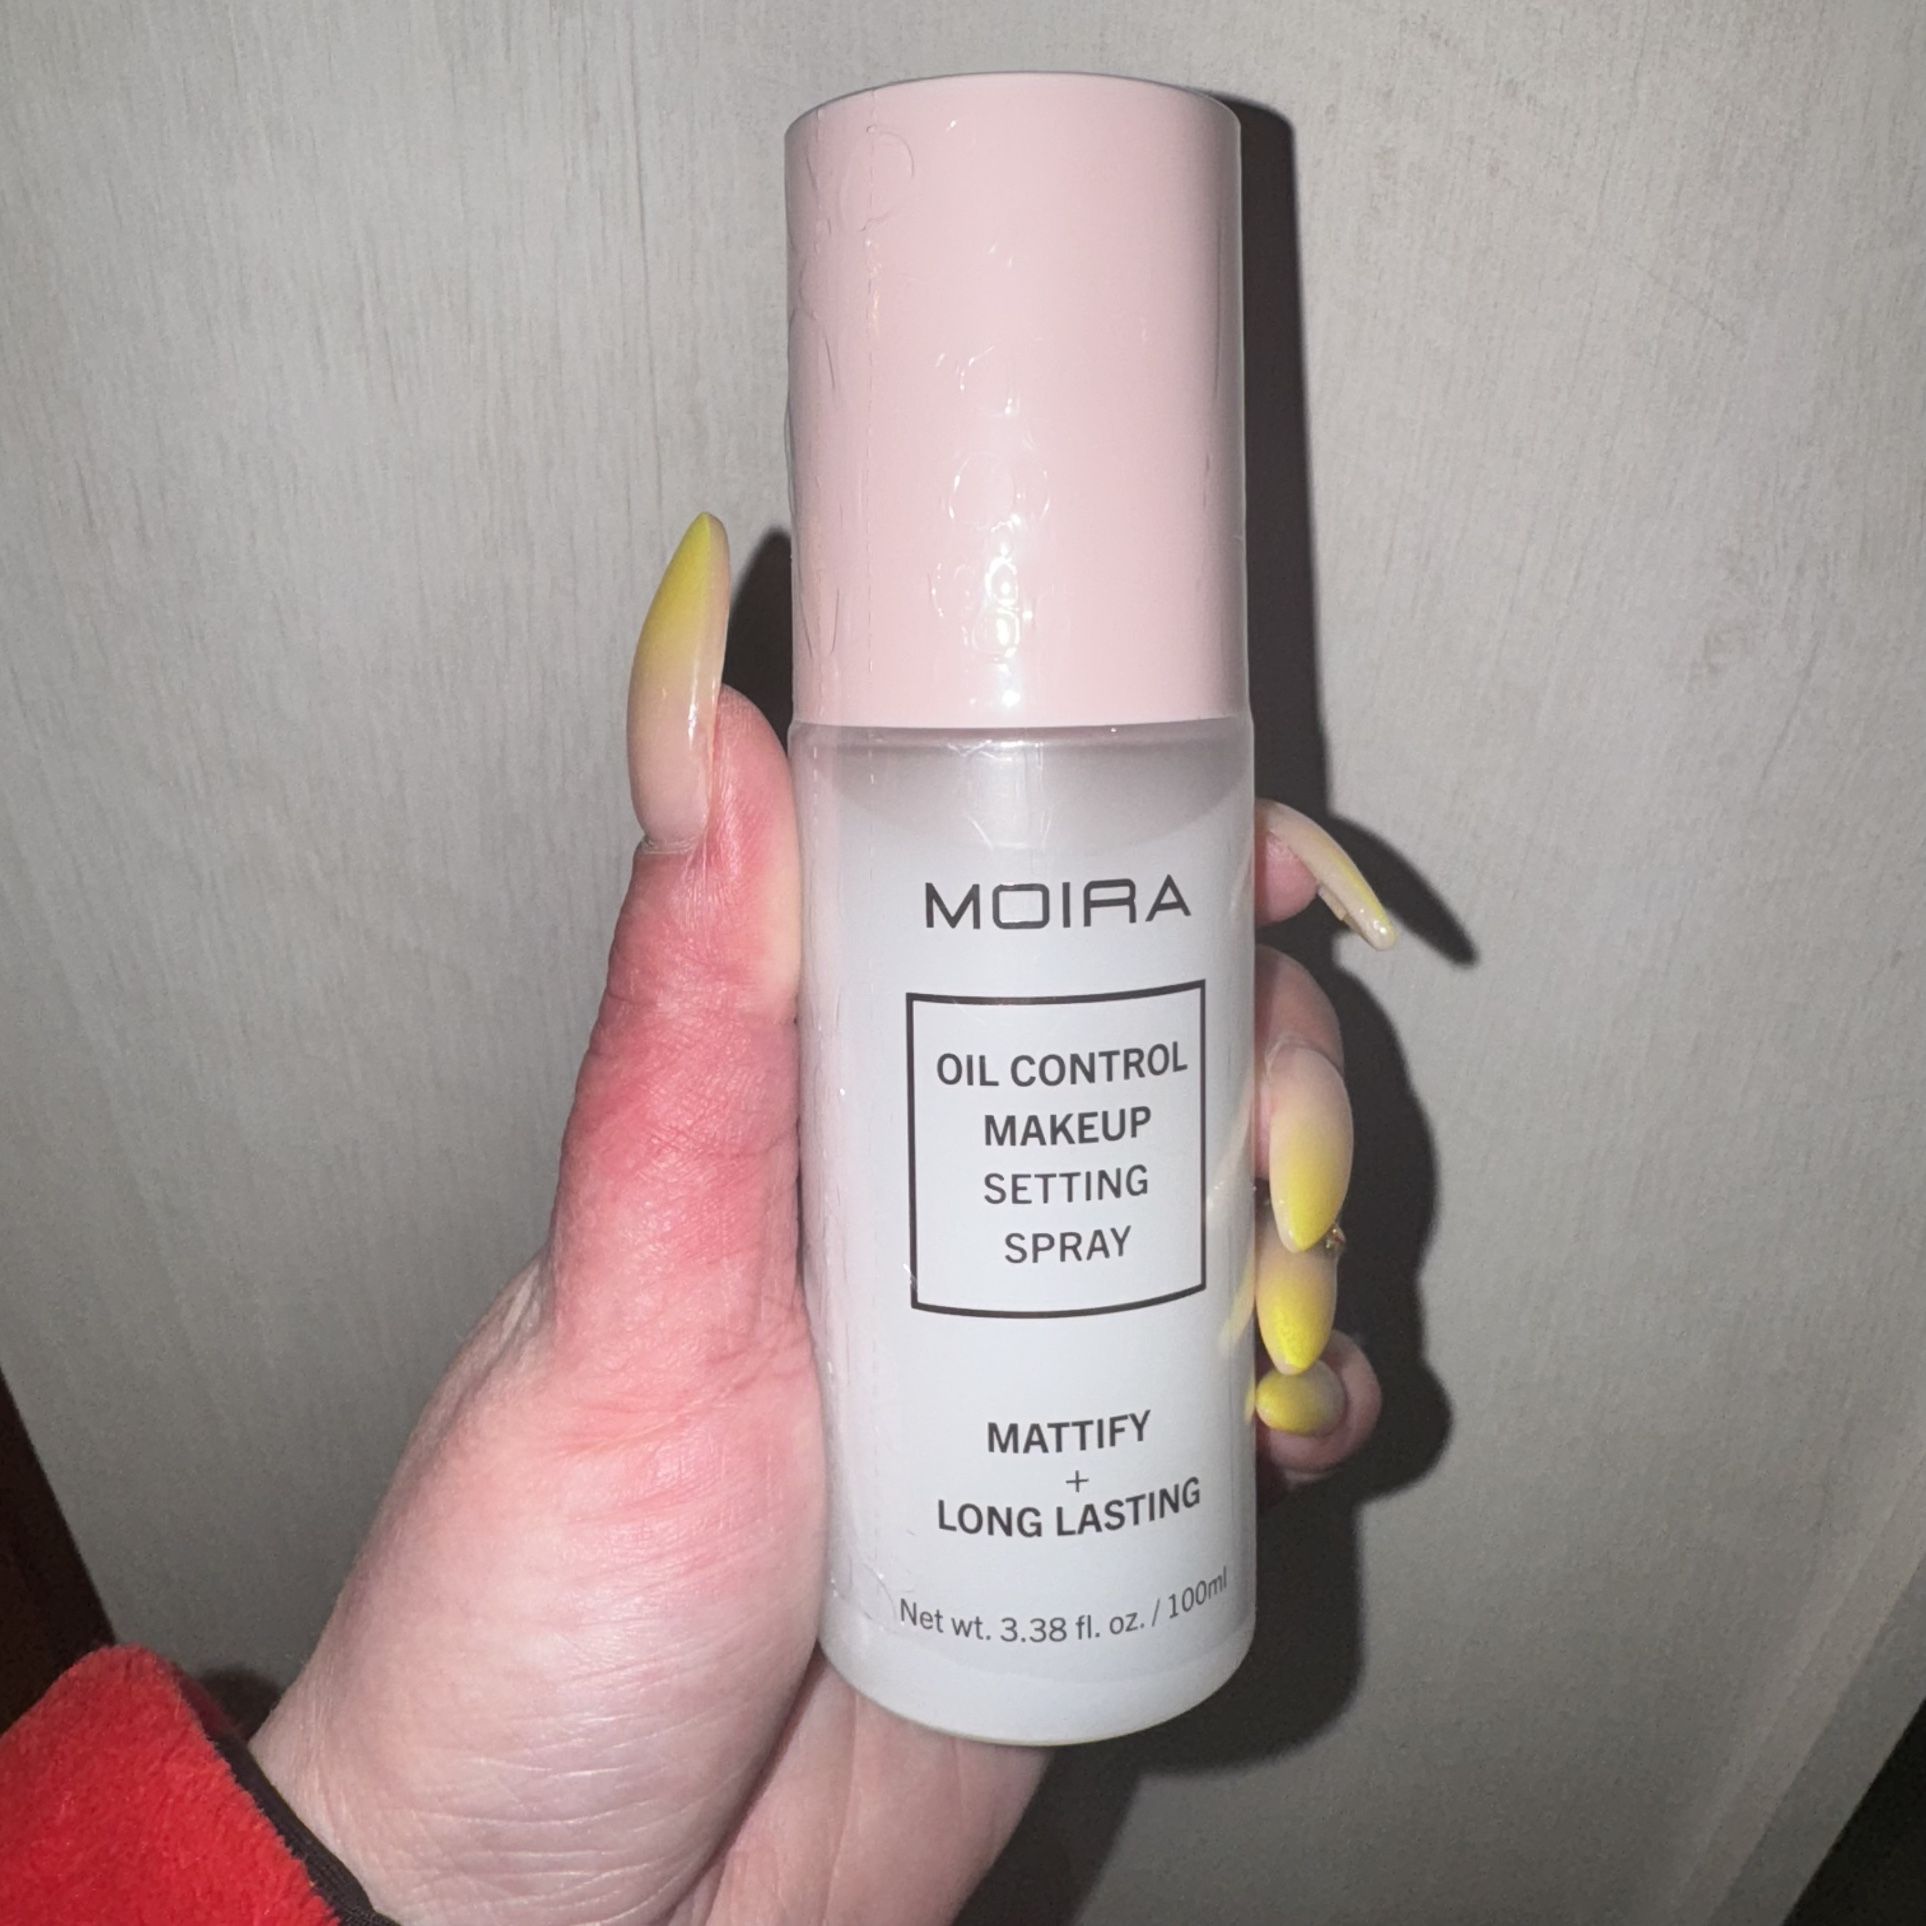 MOIRA
OIL CONTROL
MAKEUP
SETTING
SPRAY
MATTIFY
+
LONG LASTING
Net wt. 3.38 fl. oz. / 100ml